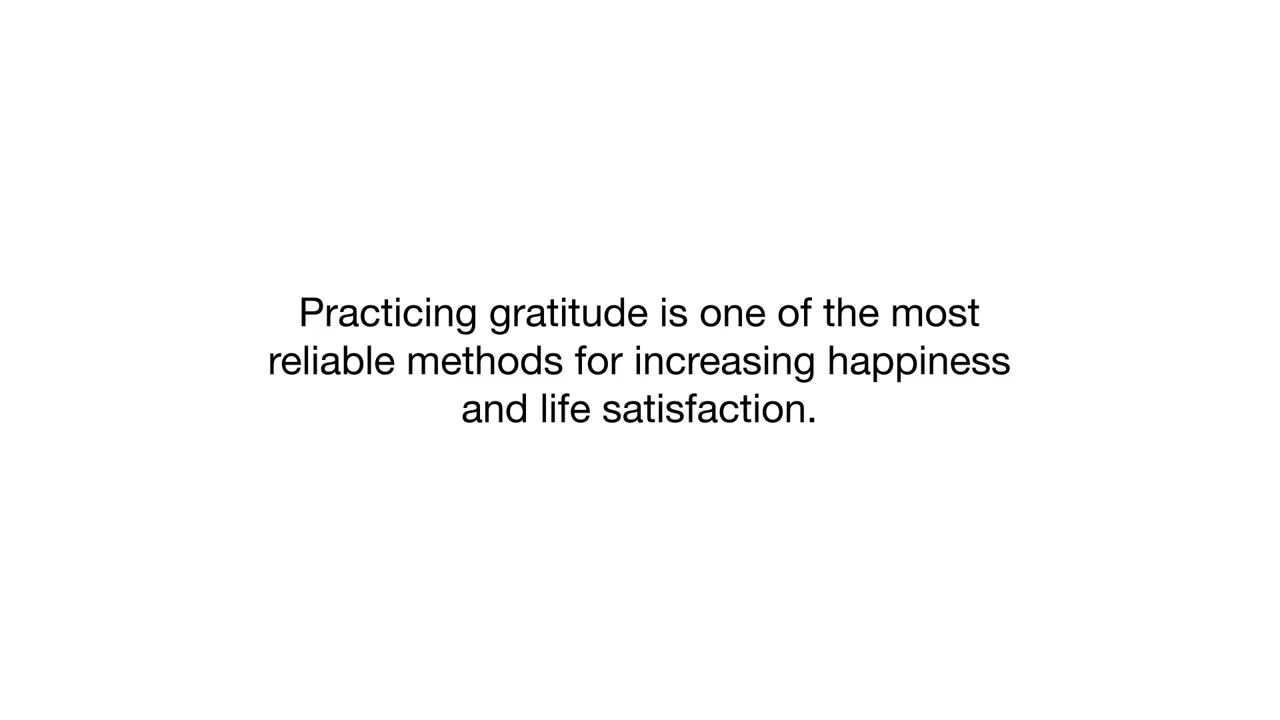 Practicing gratitude is one of the most
reliable methods for increasing happiness
and life satisfaction.